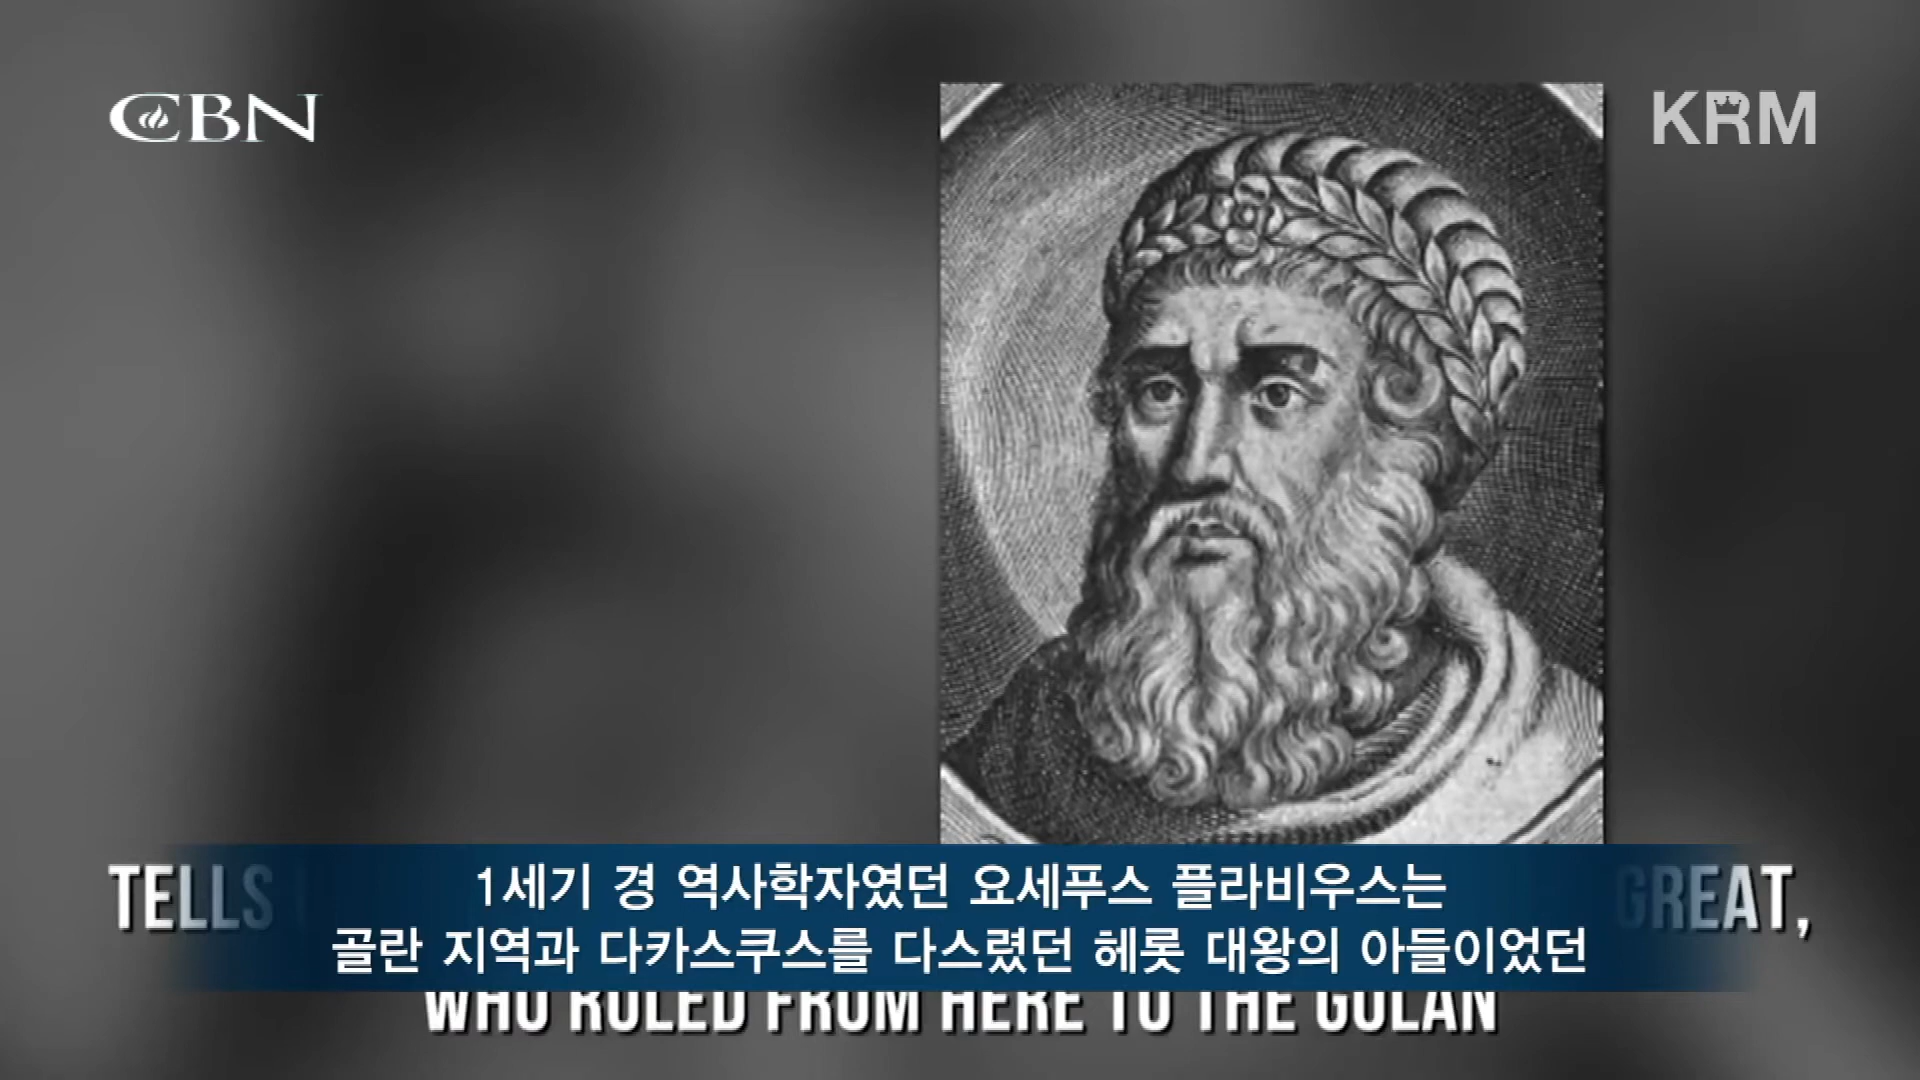 CBN
KRM
TELLS
GREAT,
1세기 경 역사학자였던 요세푸스 플라비우스는
골란 지역과 다카스쿠스를 다스렸던 헤롯 대왕의 아들이었던
WHO RULED FROM HERE TO THE GOLAN